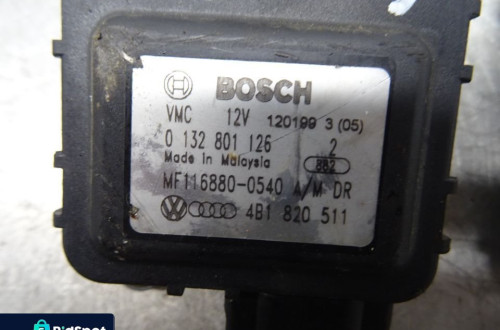 BOSCH
VMC 12V 120199 3 (05)
0 132 801 126 2
Made in Malaysia 882
MF116880-0540 A/M DR
4B1 820 511
BidSpot